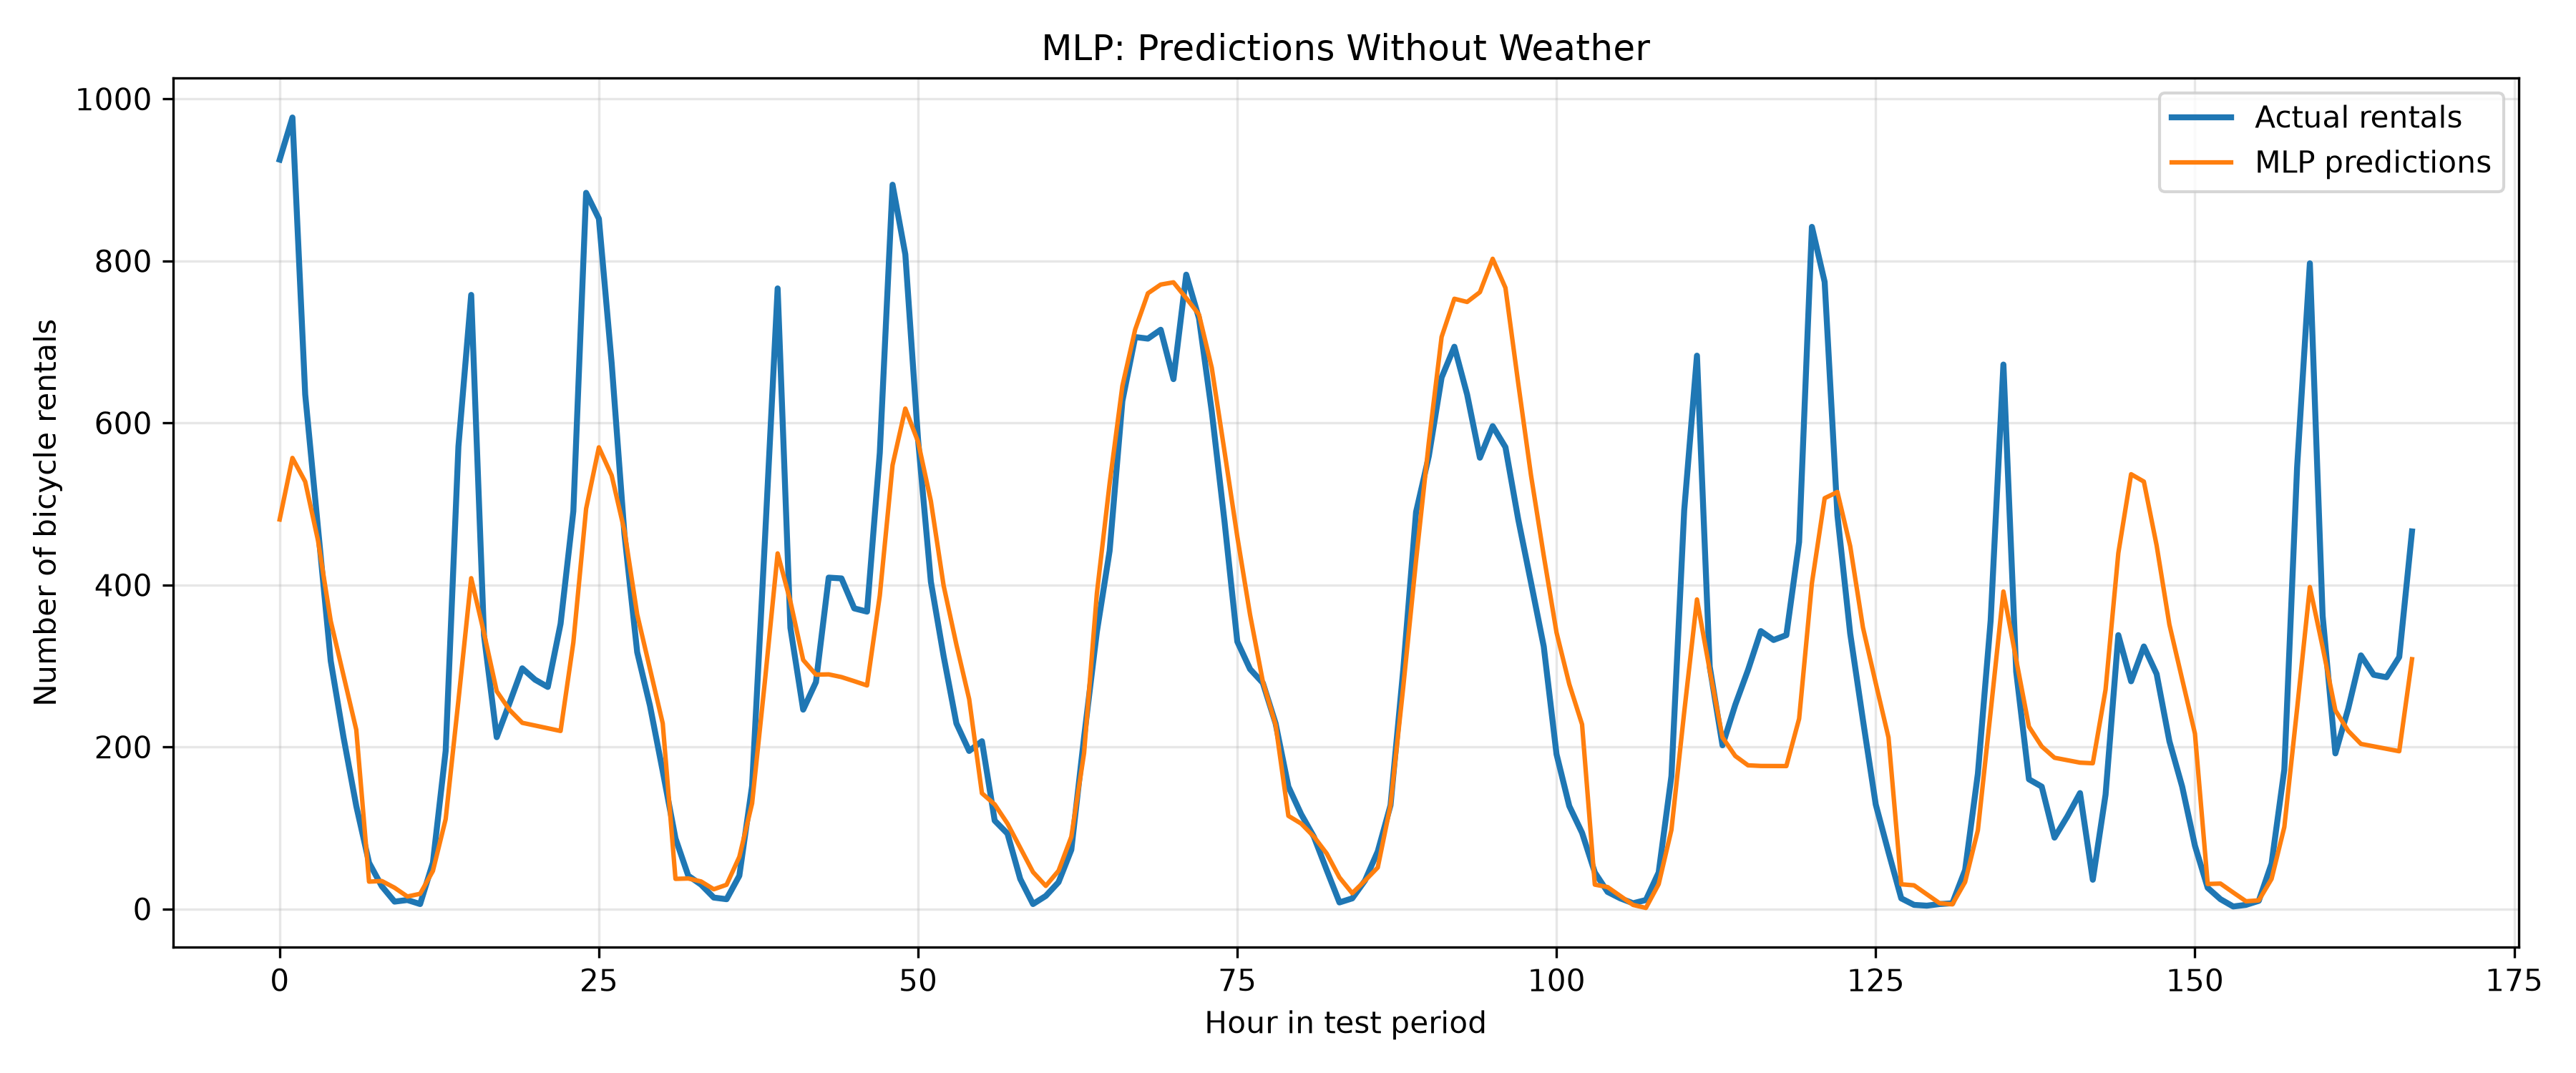 MLP: Predictions Without Weather
1000
800
600
400
200
0
Number of bicycle rentals
Actual rentals
MLP predictions
0 25 50 75 100 125 150 175
Hour in test period